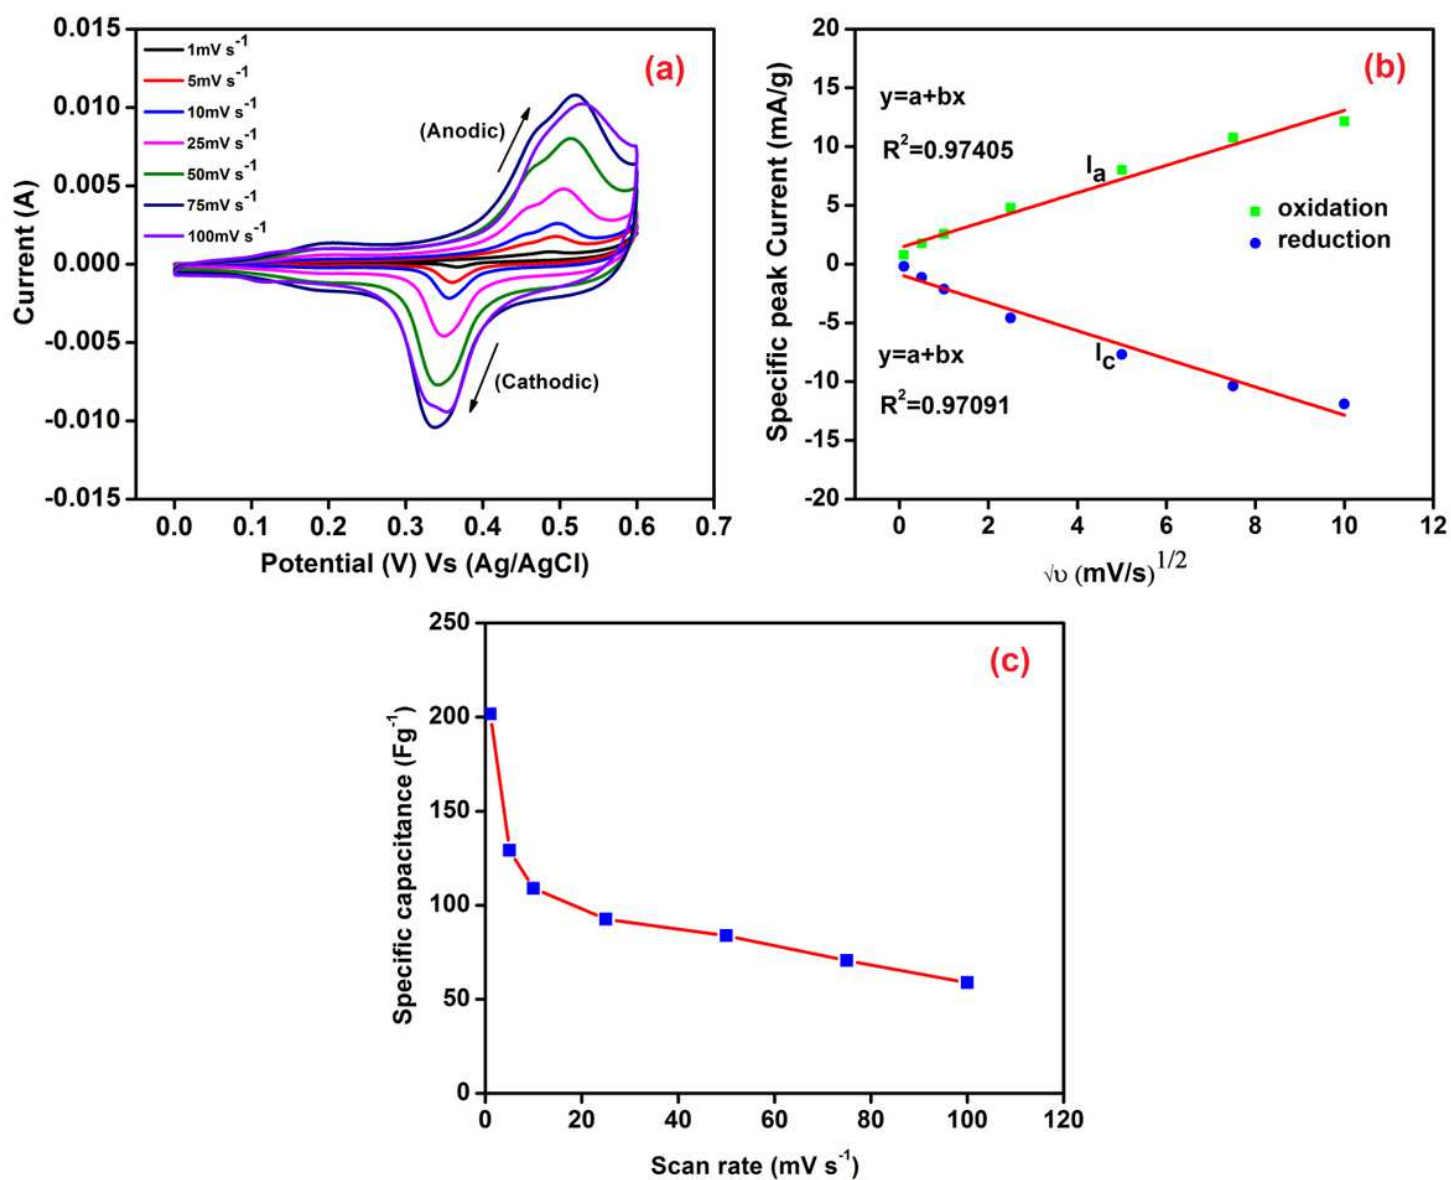 (a)
0.015
0.010
0.005
0.000
-0.005
-0.010
-0.015
Current (A)
1mV s⁻¹
5mV s⁻¹
10mV s⁻¹
25mV s⁻¹
50mV s⁻¹
75mV s⁻¹
100mV s⁻¹
(Anodic)
(Cathodic)
0.0 0.1 0.2 0.3 0.4 0.5 0.6 0.7
Potential (V) Vs (Ag/AgCl)
(b)
20
15
10
5
0
-5
-10
-15
-20
Specific peak Current (mA/g)
y=a+bx
R²=0.97405
Iₐ
oxidation
reduction
y=a+bx
I_c
R²=0.97091
0 2 4 6 8 10 12
√υ (mV/s)^1/2
(c)
250
200
150
100
50
0
Specific capacitance (Fg⁻¹)
0 20 40 60 80 100 120
Scan rate (mV s⁻¹)